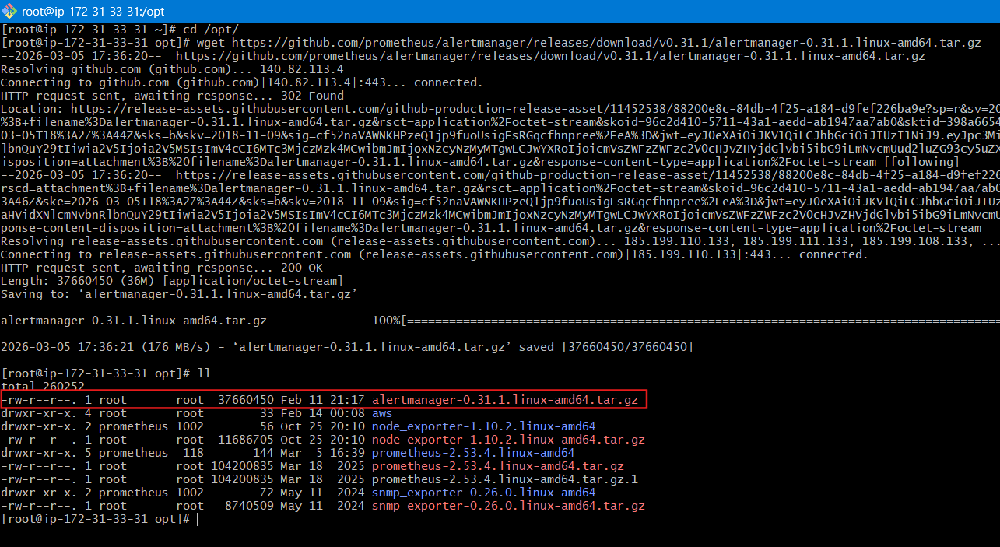 root@ip-172-31-33-31:/opt
[root@ip-172-31-33-31 ~]# cd /opt/
[root@ip-172-31-33-31 opt]# wget https://github.com/prometheus/alertmanager/releases/download/v0.31.1/alertmanager-0.31.1.linux-amd64.tar.gz
--2026-03-05 17:36:20--  https://github.com/prometheus/alertmanager/releases/download/v0.31.1/alertmanager-0.31.1.linux-amd64.tar.gz
Resolving github.com (github.com)... 140.82.113.4
Connecting to github.com (github.com)|140.82.113.4|:443... connected.
HTTP request sent, awaiting response... 302 Found
Location: https://release-assets.githubusercontent.com/github-production-release-asset/11452538/88200e8c-84db-4f25-a184-d9fef226ba9e?sp=r&sv=20
%3B+filename%3Dalertmanager-0.31.1.linux-amd64.tar.gz&rsct=application%2Foctet-stream&skoid=96c2d410-5711-43a1-aedd-ab1947aa7ab0&sktid=398a6654
03-05T18%3A27%3A44Z&sks=b&skv=2018-11-09&sig=cf52naVAWNKHPzeQ1jp9fuoUsigFsRGqcfhnpree%2FeA%3D&jwt=eyJ0eXAiOiJKV1QiLCJhbGciOiJIUzI1NiJ9.eyJpc3Mi
lbnQuY29tIiwia2V5Ijoia2V5MSIsImV4cCI6MTc3MjczMzk4MCwibmJmIjoxNzcyNzMyMTgwLCJwYXRoIjoicmVsZWFzZWFzc2V0cHJvZHVjdGlvbi5ibG9iLmNvcmUud2luZG93cy5uZX
isposition=attachment%3B%20filename%3Dalertmanager-0.31.1.linux-amd64.tar.gz&response-content-type=application%2Foctet-stream [following]
--2026-03-05 17:36:20--  https://release-assets.githubusercontent.com/github-production-release-asset/11452538/88200e8c-84db-4f25-a184-d9fef226
rscd=attachment%3B+filename%3Dalertmanager-0.31.1.linux-amd64.tar.gz&rsct=application%2Foctet-stream&skoid=96c2d410-5711-43a1-aedd-ab1947aa7ab0
3A46Z&ske=2026-03-05T18%3A27%3A44Z&sks=b&skv=2018-11-09&sig=cf52naVAWNKHPzeQ1jp9fuoUsigFsRGqcfhnpree%2FeA%3D&jwt=eyJ0eXAiOiJKV1QiLCJhbGciOiJIUz
aHVidXNlcmNvbnRlbnQuY29tIiwia2V5Ijoia2V5MSIsImV4cCI6MTc3MjczMzk4MCwibmJmIjoxNzcyNzMyMTgwLCJwYXRoIjoicmVsZWFzZWFzc2V0cHJvZHVjdGlvbi5ibG9iLmNvcmU
ponse-content-disposition=attachment%3B%20filename%3Dalertmanager-0.31.1.linux-amd64.tar.gz&response-content-type=application%2Foctet-stream
Resolving release-assets.githubusercontent.com (release-assets.githubusercontent.com)... 185.199.110.133, 185.199.111.133, 185.199.108.133, ...
Connecting to release-assets.githubusercontent.com (release-assets.githubusercontent.com)|185.199.110.133|:443... connected.
HTTP request sent, awaiting response... 200 OK
Length: 37660450 (36M) [application/octet-stream]
Saving to: ‘alertmanager-0.31.1.linux-amd64.tar.gz’
alertmanager-0.31.1.linux-amd64.tar.gz 100%[=====================================================================================
2026-03-05 17:36:21 (176 MB/s) - ‘alertmanager-0.31.1.linux-amd64.tar.gz’ saved [37660450/37660450]
[root@ip-172-31-33-31 opt]# ll
total 260252
-rw-r--r--. 1 root       root  37660450 Feb 11 21:17 alertmanager-0.31.1.linux-amd64.tar.gz
drwxr-xr-x. 4 root       root        33 Feb 14 00:08 aws
drwxr-xr-x. 2 prometheus 1002        56 Oct 25 20:10 node_exporter-1.10.2.linux-amd64
-rw-r--r--. 1 root       root  11686705 Oct 25 20:10 node_exporter-1.10.2.linux-amd64.tar.gz
drwxr-xr-x. 5 prometheus  118       144 Mar  5 16:39 prometheus-2.53.4.linux-amd64
-rw-r--r--. 1 root       root 104200835 Mar 18  2025 prometheus-2.53.4.linux-amd64.tar.gz
-rw-r--r--. 1 root       root 104200835 Mar 18  2025 prometheus-2.53.4.linux-amd64.tar.gz.1
drwxr-xr-x. 2 prometheus 1002        72 May 11  2024 snmp_exporter-0.26.0.linux-amd64
-rw-r--r--. 1 root       root   8740509 May 11  2024 snmp_exporter-0.26.0.linux-amd64.tar.gz
[root@ip-172-31-33-31 opt]#